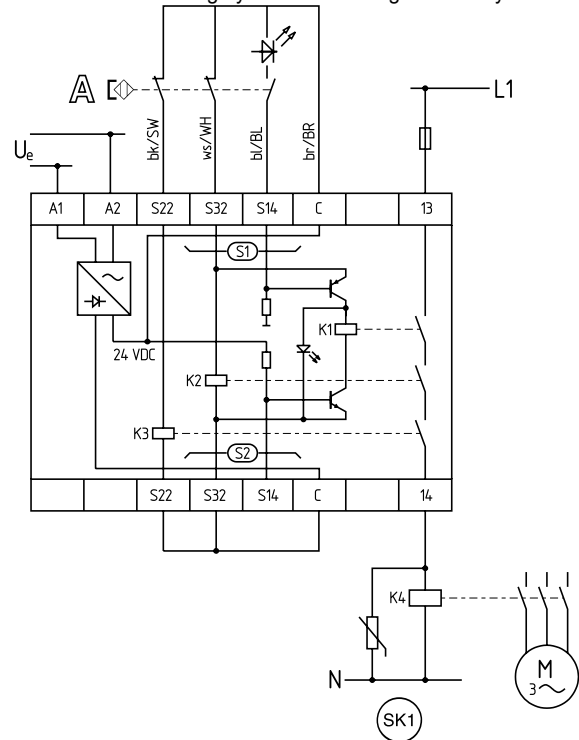 A
L1
bk/SW
ws/WH
bl/BL
br/BR
Ue
A1 A2 S22 S32 S14 C 13
S1
K1
24 VDC
K2
K3
S2
S22 S32 S14 C 14
K4
M
3
N
SK1